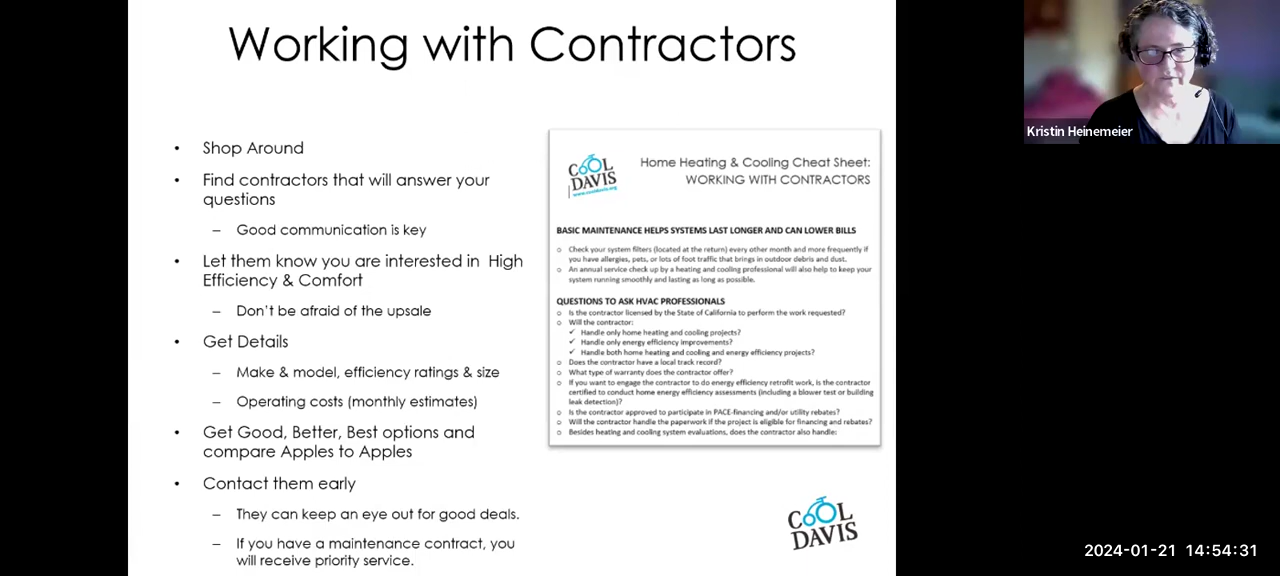 Working with Contractors
• Shop Around
• Find contractors that will answer your
questions
– Good communication is key
• Let them know you are interested in High
Efficiency & Comfort
– Don't be afraid of the upsale
• Get Details
– Make & model, efficiency ratings & size
– Operating costs (monthly estimates)
• Get Good, Better, Best options and
compare Apples to Apples
• Contact them early
– They can keep an eye out for good deals.
– If you have a maintenance contract, you
will receive priority service.
COOL
DAVIS
www.cooldavis.org
Home Heating & Cooling Cheat Sheet:
WORKING WITH CONTRACTORS
BASIC MAINTENANCE HELPS SYSTEMS LAST LONGER AND CAN LOWER BILLS
o Check your system filters (located at the return) every other month and more frequently if
you have allergies, pets, or lots of foot traffic that brings in outdoor debris and dust.
o An annual service check up by a heating and cooling professional will also help to keep your
system running smoothly and lasting as long as possible.
QUESTIONS TO ASK HVAC PROFESSIONALS
o Is the contractor licensed by the State of California to perform the work requested?
o Will the contractor:
✓ Handle only home heating and cooling projects?
✓ Handle only energy efficiency improvements?
✓ Handle both home heating and cooling and energy efficiency projects?
o Does the contractor have a local track record?
o What type of warranty does the contractor offer?
o If you want to engage the contractor to do energy efficiency retrofit work, is the contractor
certified to conduct home energy efficiency assessments (including a blower test or building
leak detection)?
o Is the contractor approved to participate in PACE-financing and/or utility rebates?
o Will the contractor handle the paperwork if the project is eligible for financing and rebates?
o Besides heating and cooling system evaluations, does the contractor also handle:
COOL
DAVIS
Kristin Heinemeier
2024-01-21 14:54:31